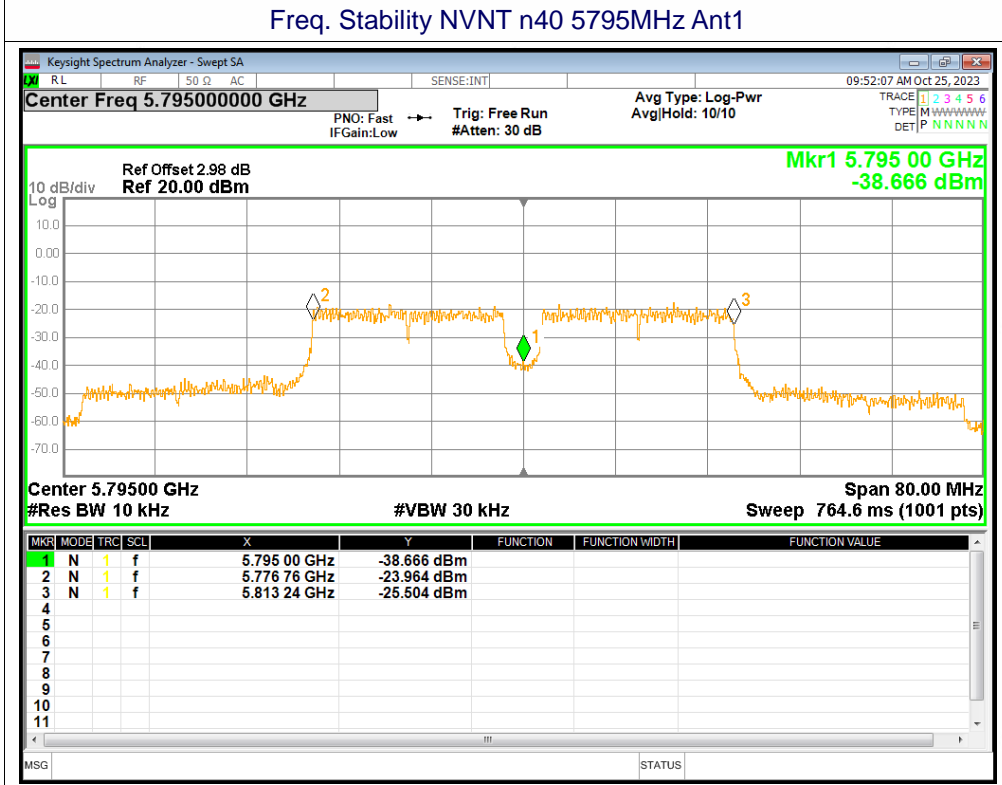 Freq. Stability NVNT n40 5795MHz Ant1
Keysight Spectrum Analyzer - Swept SA
LXI RL RF 50 Ω AC SENSE:INT 09:52:07 AM Oct 25, 2023
Center Freq 5.795000000 GHz
PNO: Fast
IFGain:Low
Trig: Free Run
#Atten: 30 dB
Avg Type: Log-Pwr
Avg|Hold: 10/10
TRACE 1 2 3 4 5 6
TYPE M WWWWW
DET P N N N N N
Mkr1 5.795 00 GHz
-38.666 dBm
Ref Offset 2.98 dB
10 dB/div Ref 20.00 dBm
Log
10.0
0.00
-10.0
-20.0
-30.0
-40.0
-50.0
-60.0
-70.0
2
1
3
Center 5.79500 GHz Span 80.00 MHz
#Res BW 10 kHz #VBW 30 kHz Sweep 764.6 ms (1001 pts)
MKR MODE TRC SCL X Y FUNCTION FUNCTION WIDTH FUNCTION VALUE
1 N 1 f 5.795 00 GHz -38.666 dBm
2 N 1 f 5.776 76 GHz -23.964 dBm
3 N 1 f 5.813 24 GHz -25.504 dBm
4
5
6
7
8
9
10
11
MSG STATUS